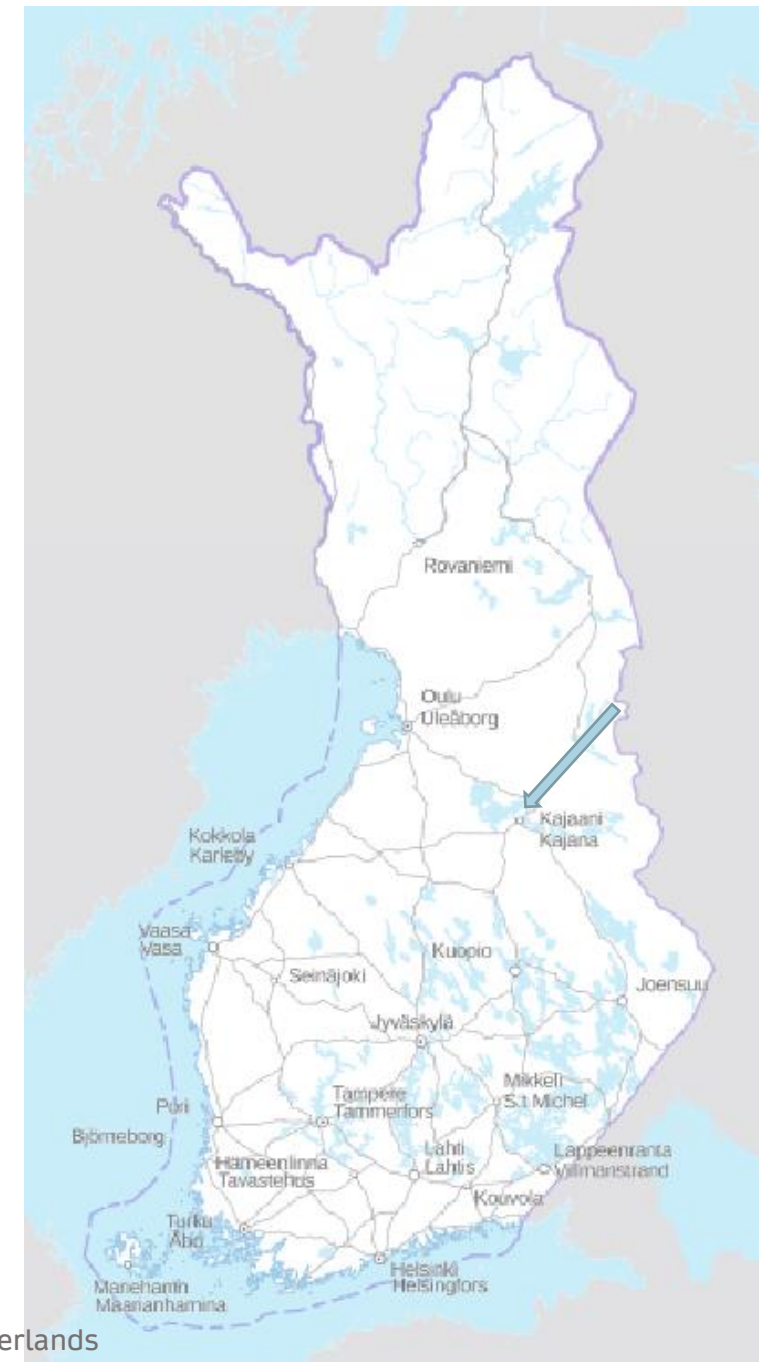 Rovaniemi
Oulu
Uleåborg
Kajaani
Kajana
Kokkola
Karleby
Vaasa
Vasa
Seinäjoki
Kuopio
Joensuu
Jyväskylä
Mikkeli
S:t Michel
Tampere
Tammerfors
Pori
Björneborg
Lahti
Lahtis
Lappeenranta
Villmanstrand
Hämeenlinna
Tavastehus
Kouvola
Turku
Åbo
Helsinki
Helsingfors
Mariehamn
Maarianhamina
erlands